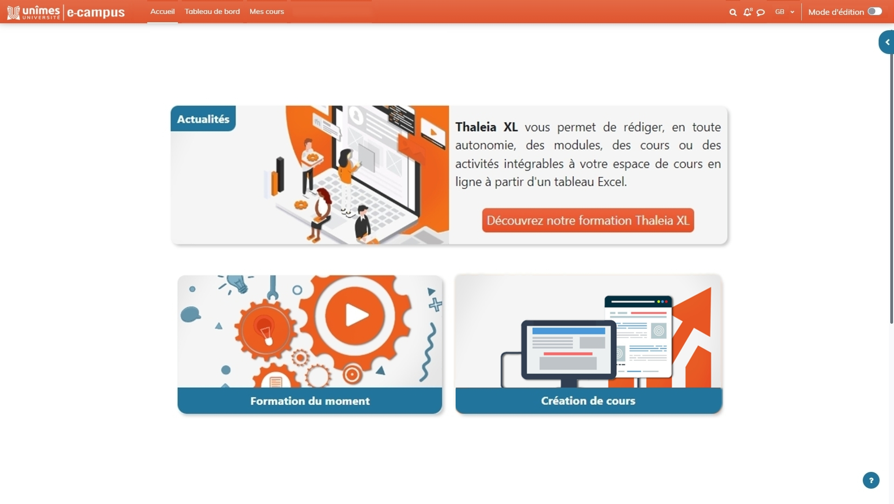 unîmes
UNIVERSITÉ
e-campus
Accueil
Tableau de bord
Mes cours
GB
Mode d'édition
Actualités
Thaleia XL vous permet de rédiger, en toute
autonomie, des modules, des cours ou des
activités intégrables à votre espace de cours en
ligne à partir d'un tableau Excel.
Découvrez notre formation Thaleia XL
Formation du moment
Création de cours
?